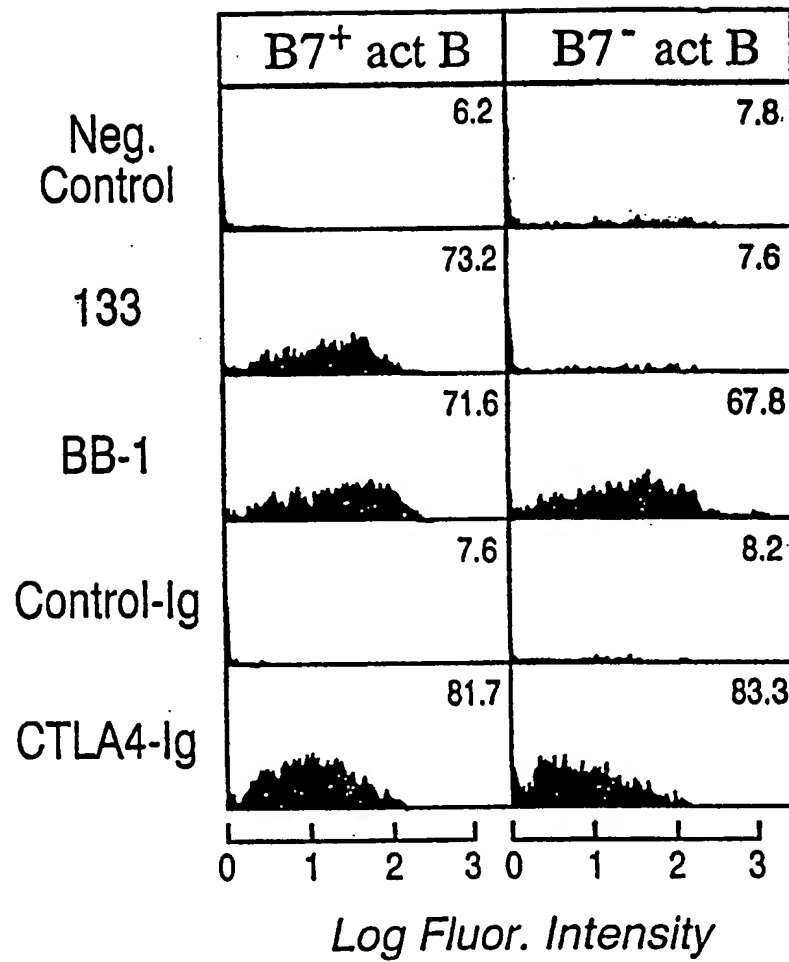 B7+ act B B7- act B
Neg. Control 6.2 7.8
133 73.2 7.6
BB-1 71.6 67.8
Control-Ig 7.6 8.2
CTLA4-Ig 81.7 83.3
0 1 2 3 0 1 2 3
Log Fluor. Intensity